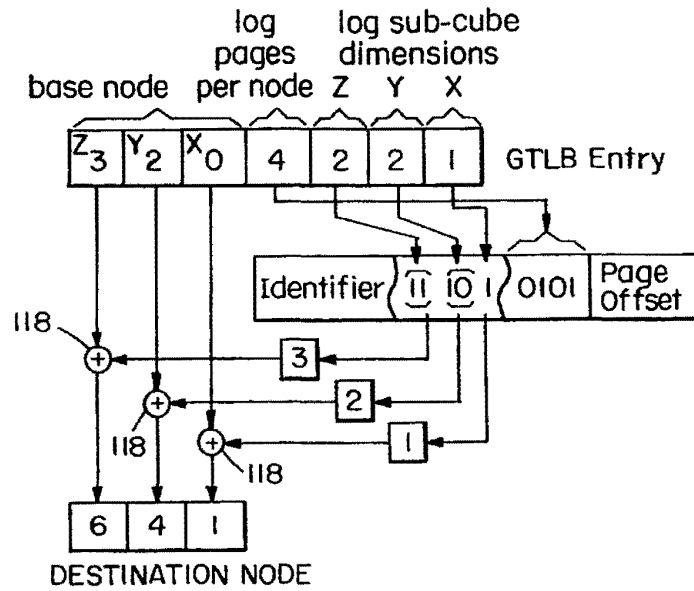 log pages per node
log sub-cube dimensions
base node
Z Y X
Z3 Y2 X0 4 2 2 1 GTLB Entry
Identifier 11 10 1 0101 Page Offset
118
+ 3
+ 2
118
+ 1
118
6 4 1
DESTINATION NODE